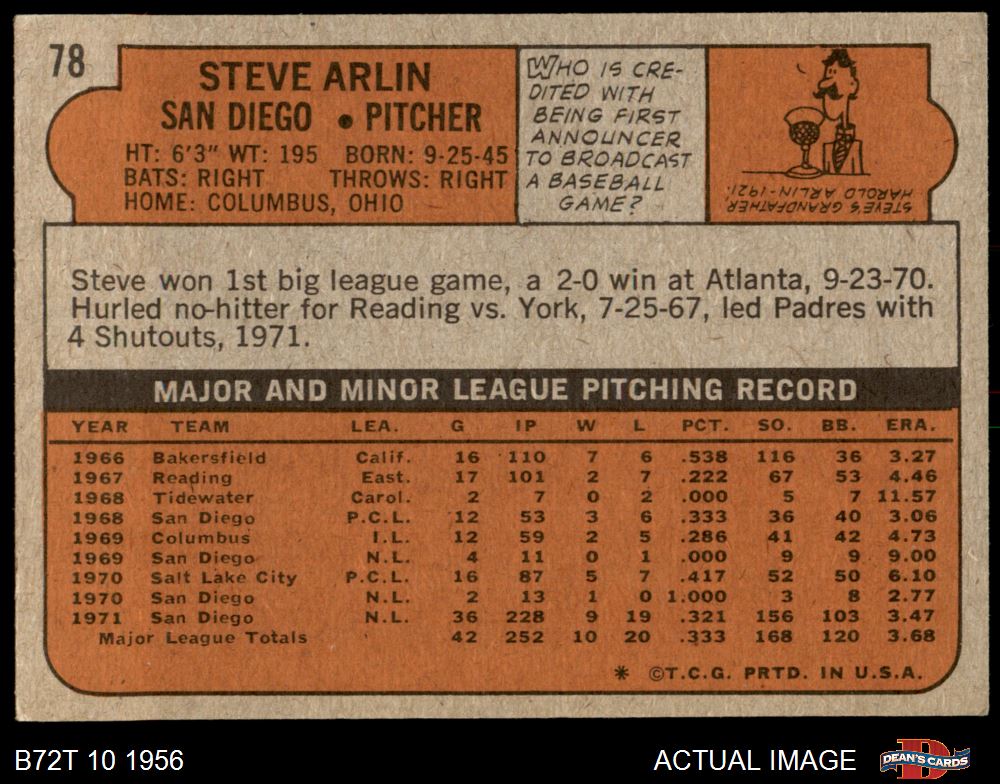 78
STEVE ARLIN
SAN DIEGO • PITCHER
HT: 6'3" WT: 195 BORN: 9-25-45
BATS: RIGHT THROWS: RIGHT
HOME: COLUMBUS, OHIO
WHO IS CRE-
DITED WITH
BEING FIRST
ANNOUNCER
TO BROADCAST
A BASEBALL
GAME?
STEVE'S GRANDFATHER
HAROLD ARLIN-1921.
Steve won 1st big league game, a 2-0 win at Atlanta, 9-23-70.
Hurled no-hitter for Reading vs. York, 7-25-67, led Padres with
4 Shutouts, 1971.
MAJOR AND MINOR LEAGUE PITCHING RECORD
YEAR TEAM LEA. G IP W L PCT. SO. BB. ERA.
1966 Bakersfield Calif. 16 110 7 6 .538 116 36 3.27
1967 Reading East. 17 101 2 7 .222 67 53 4.46
1968 Tidewater Carol. 2 7 0 2 .000 5 7 11.57
1968 San Diego P.C.L. 12 53 3 6 .333 36 40 3.06
1969 Columbus I.L. 12 59 2 5 .286 41 42 4.73
1969 San Diego N.L. 4 11 0 1 .000 9 9 9.00
1970 Salt Lake City P.C.L. 16 87 5 7 .417 52 50 6.10
1970 San Diego N.L. 2 13 1 0 1.000 3 8 2.77
1971 San Diego N.L. 36 228 9 19 .321 156 103 3.47
Major League Totals 42 252 10 20 .333 168 120 3.68
* ©T.C.G. PRTD. IN U.S.A.
B72T 10 1956
ACTUAL IMAGE
DEAN'S CARDS